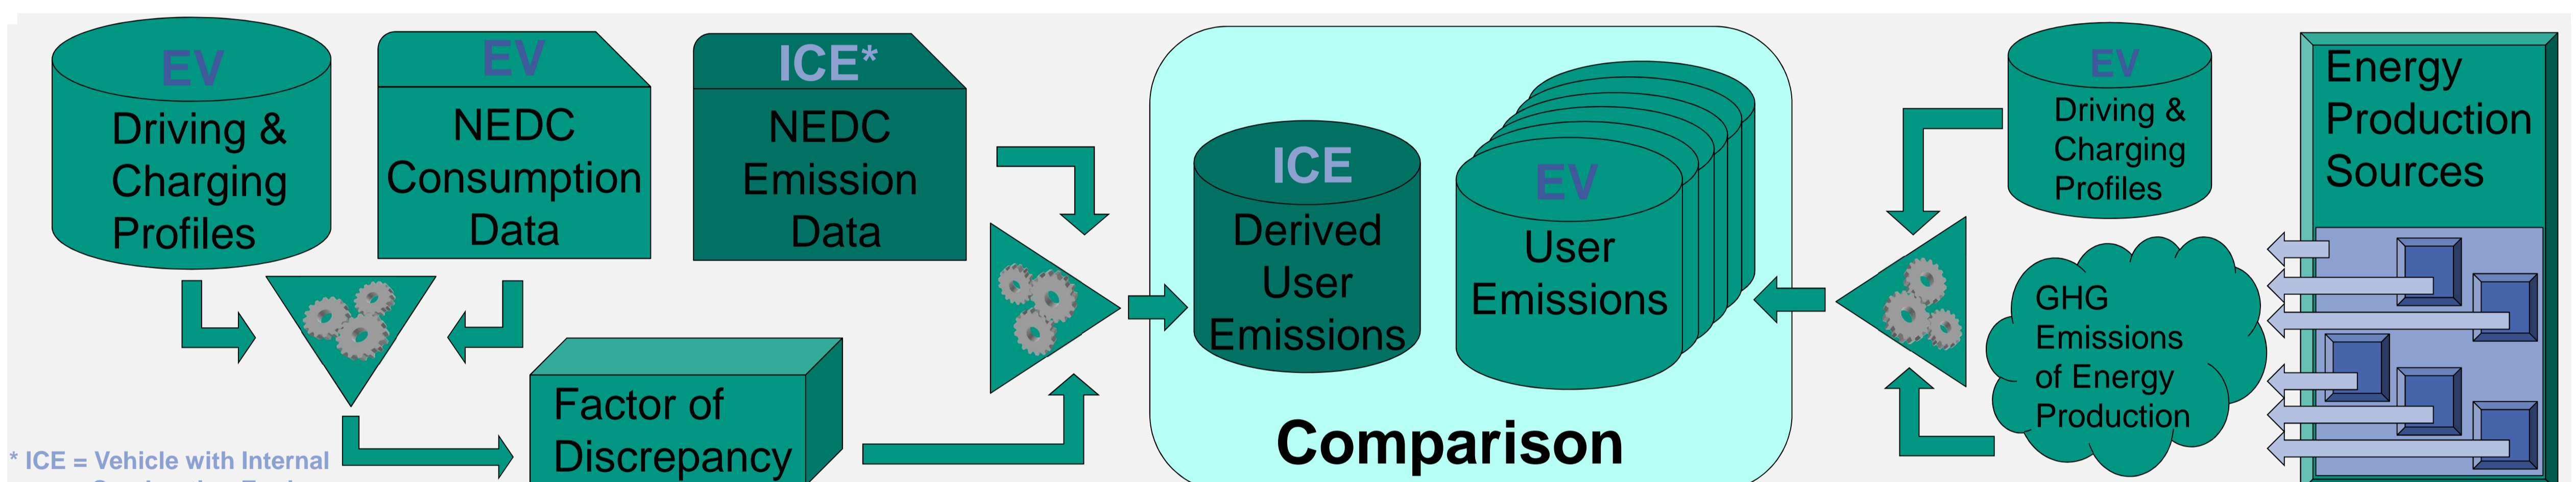 EV
Driving &
Charging
Profiles
EV
NEDC
Consumption
Data
ICE*
NEDC
Emission
Data
Factor of
Discrepancy
* ICE = Vehicle with Internal
ICE
Derived
User
Emissions
EV
User
Emissions
Comparison
EV
Driving &
Charging
Profiles
GHG
Emissions
of Energy
Production
Energy
Production
Sources